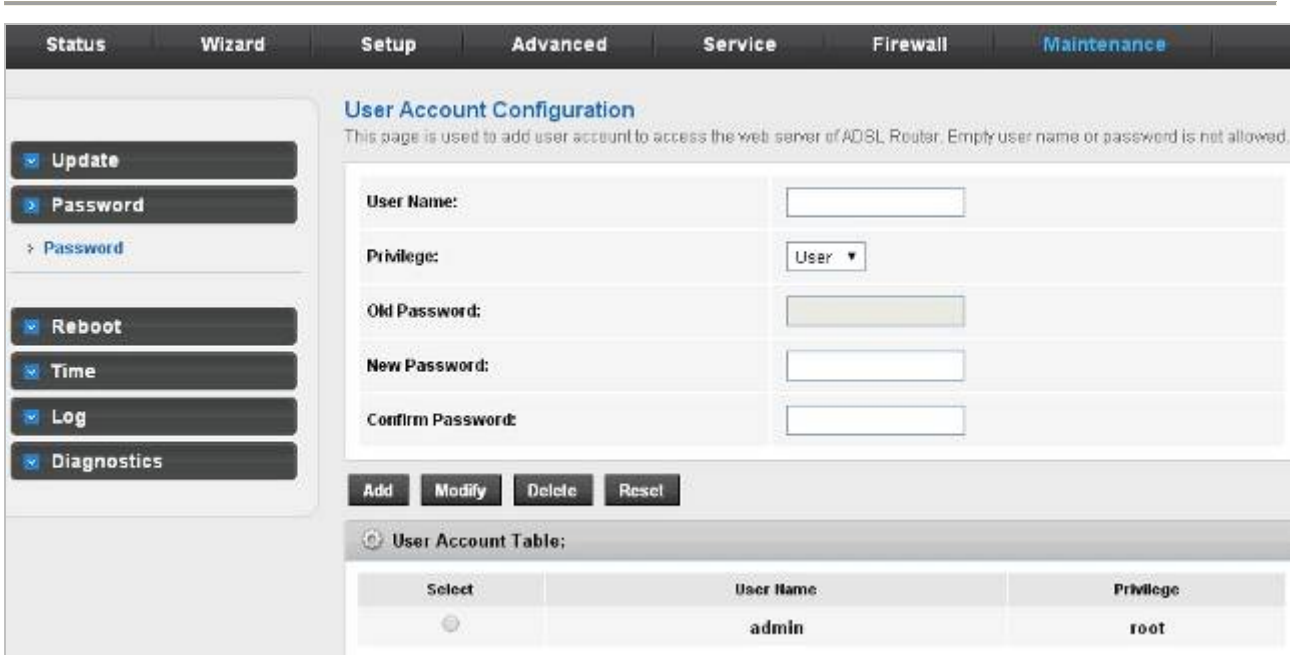 Status Wizard Setup Advanced Service Firewall Maintenance
Update
Password
Password
Reboot
Time
Log
Diagnostics
User Account Configuration
This page is used to add user account to access the web server of ADSL Router. Empty user name or password is not allowed.
User Name:
Privilege: User
Old Password:
New Password:
Confirm Password:
Add Modify Delete Reset
User Account Table:
Select User Name Privilege
admin root